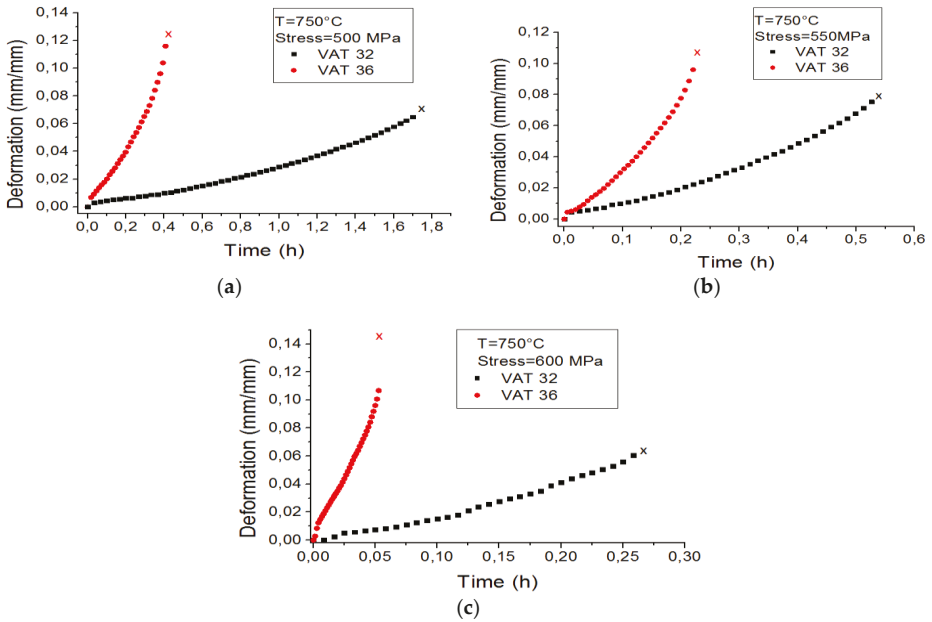 T=750°C
Stress=500 MPa
VAT 32
VAT 36
Deformation (mm/mm)
0,14
0,12
0,10
0,08
0,06
0,04
0,02
0,00
0,0 0,2 0,4 0,6 0,8 1,0 1,2 1,4 1,6 1,8
Time (h)
(a)
T=750°C
Stress=550MPa
VAT 32
VAT 36
Deformation (mm/mm)
0,12
0,10
0,08
0,06
0,04
0,02
0,00
0,0 0,1 0,2 0,3 0,4 0,5 0,6
Time (h)
(b)
T=750°C
Stress=600 MPa
VAT 32
VAT 36
Deformation (mm/mm)
0,14
0,12
0,10
0,08
0,06
0,04
0,02
0,00
0,00 0,05 0,10 0,15 0,20 0,25 0,30
Time (h)
(c)